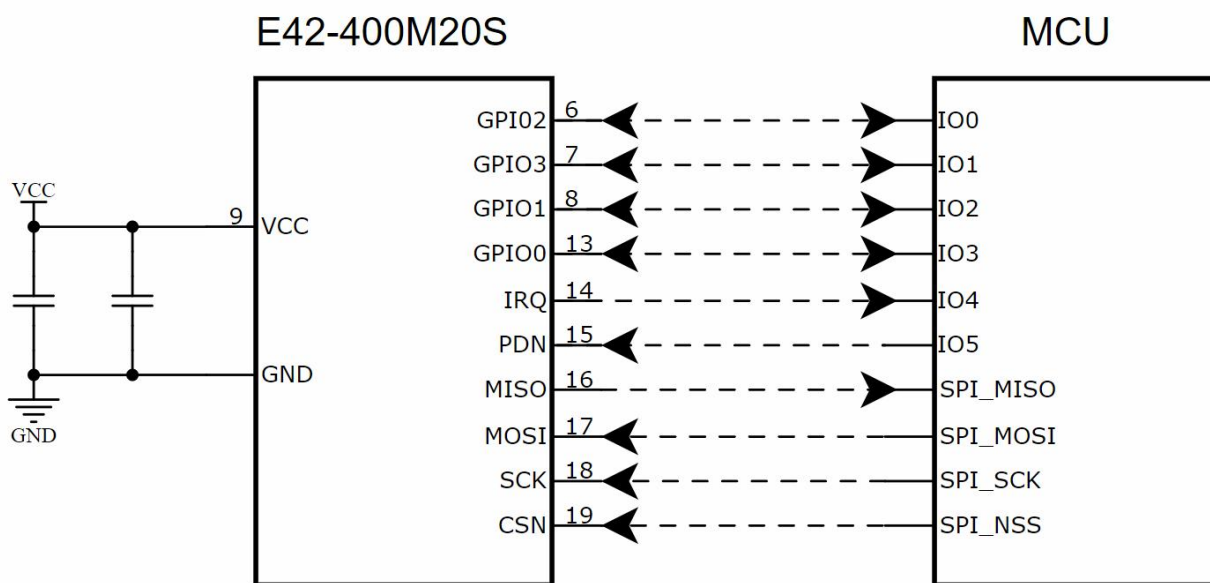 E42-400M20S MCU
GPI02 6 IO0
GPIO3 7 IO1
VCC GPIO1 8 IO2
9 VCC GPIO0 13 IO3
IRQ 14 IO4
PDN 15 IO5
GND MISO 16 SPI_MISO
GND MOSI 17 SPI_MOSI
SCK 18 SPI_SCK
CSN 19 SPI_NSS